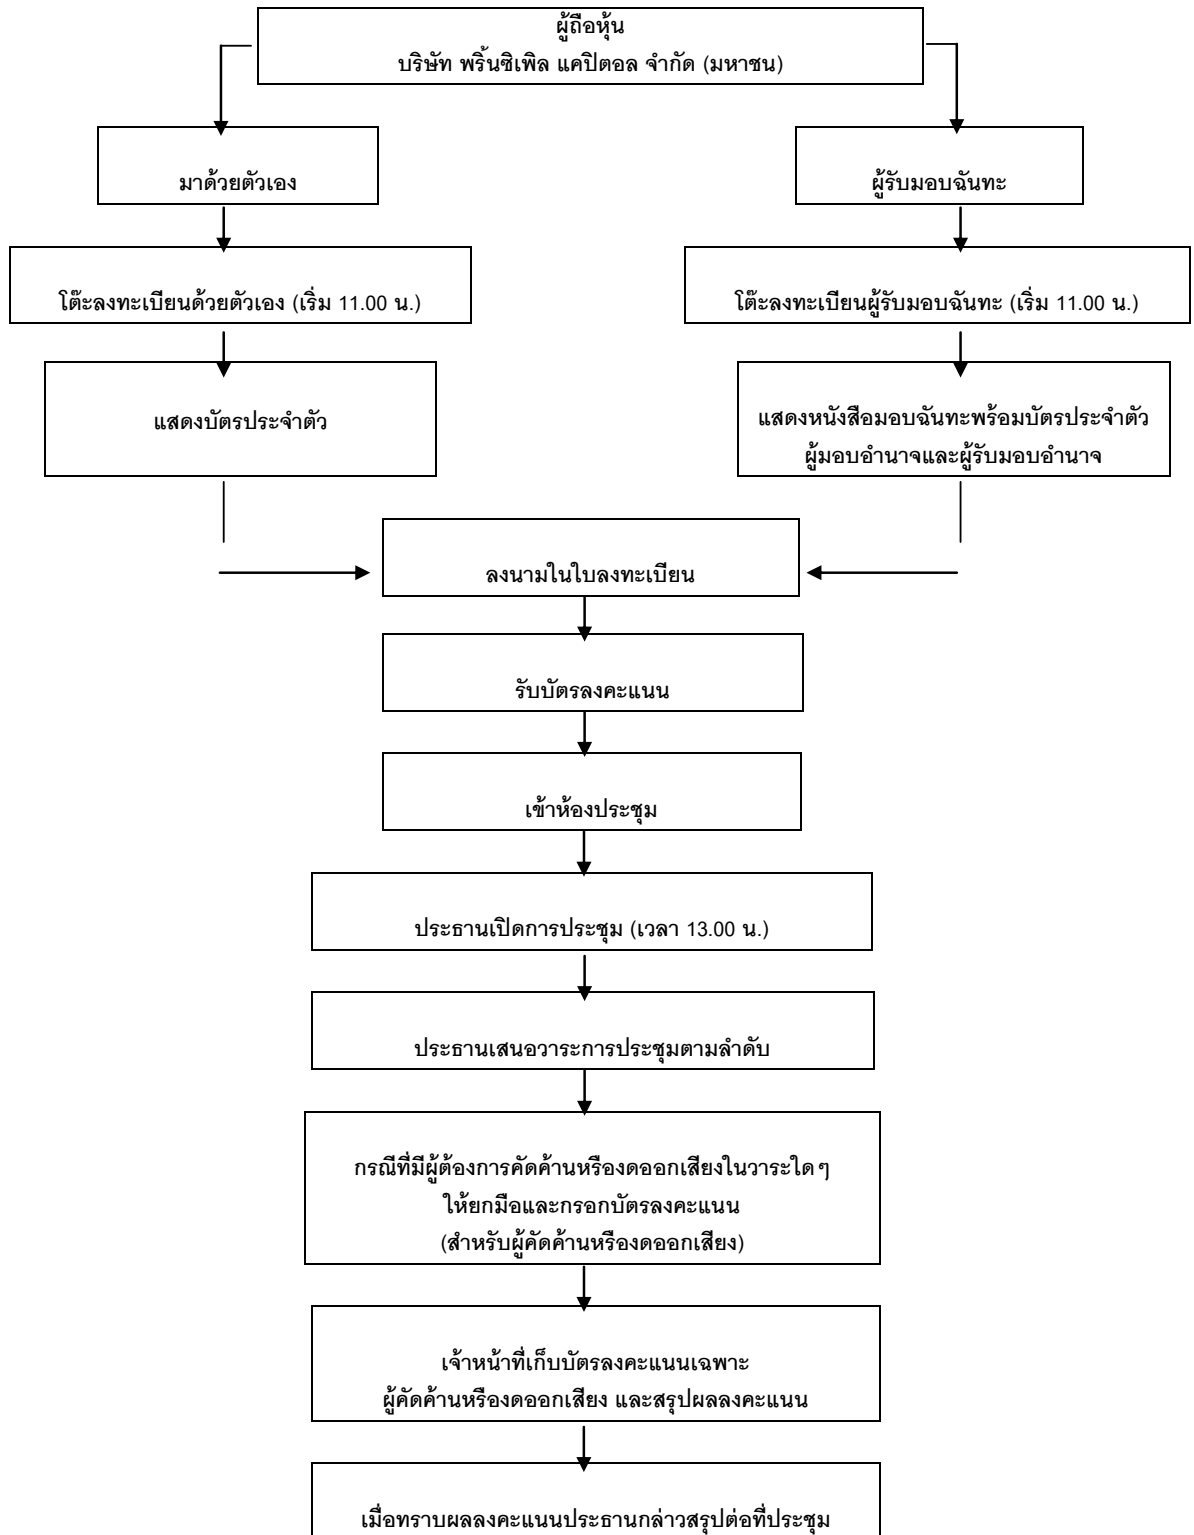 ผู้ถือหุ้น
บริษัท พริ้นซิเพิล แคปิตอล จำกัด (มหาชน)
มาด้วยตัวเอง
ผู้รับมอบฉันทะ
โต๊ะลงทะเบียนด้วยตัวเอง (เริ่ม 11.00 น.)
โต๊ะลงทะเบียนผู้รับมอบฉันทะ (เริ่ม 11.00 น.)
แสดงบัตรประจำตัว
แสดงหนังสือมอบฉันทะพร้อมบัตรประจำตัว
ผู้มอบอำนาจและผู้รับมอบอำนาจ
ลงนามในใบลงทะเบียน
รับบัตรลงคะแนน
เข้าห้องประชุม
ประธานเปิดการประชุม (เวลา 13.00 น.)
ประธานเสนอวาระการประชุมตามลำดับ
กรณีที่มีผู้ต้องการคัดค้านหรืองดออกเสียงในวาระใดๆ
ให้ยกมือและกรอกบัตรลงคะแนน
(สำหรับผู้คัดค้านหรืองดออกเสียง)
เจ้าหน้าที่เก็บบัตรลงคะแนนเฉพาะ
ผู้คัดค้านหรืองดออกเสียง และสรุปผลลงคะแนน
เมื่อทราบผลลงคะแนนประธานกล่าวสรุปต่อที่ประชุม